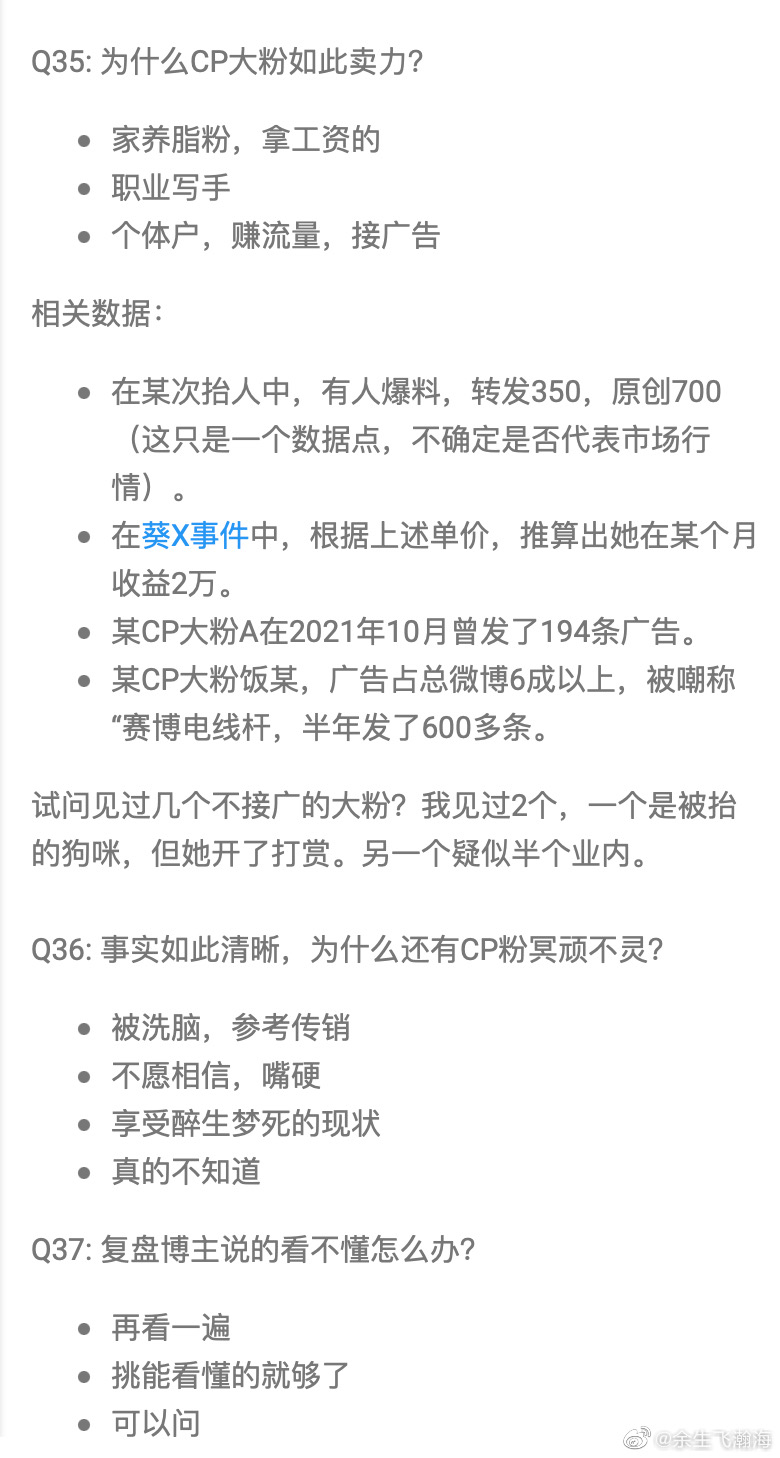 Q35: 为什么CP大粉如此卖力？
家养脂粉，拿工资的
职业写手
个体户，赚流量，接广告
相关数据：
在某次抬人中，有人爆料，转发350，原创700
（这只是一个数据点，不确定是否代表市场行
情）。
在葵X事件中，根据上述单价，推算出她在某个月
收益2万。
某CP大粉A在2021年10月曾发了194条广告。
某CP大粉饭某，广告占总微博6成以上，被嘲称
“赛博电线杆，半年发了600多条。
试问见过几个不接广的大粉？我见过2个，一个是被抬
的狗咪，但她开了打赏。另一个疑似半个业内。
Q36: 事实如此清晰，为什么还有CP粉冥顽不灵？
被洗脑，参考传销
不愿相信，嘴硬
享受醉生梦死的现状
真的不知道
Q37: 复盘博主说的看不懂怎么办？
再看一遍
挑能看懂的就够了
可以问
@余生飞瀚海